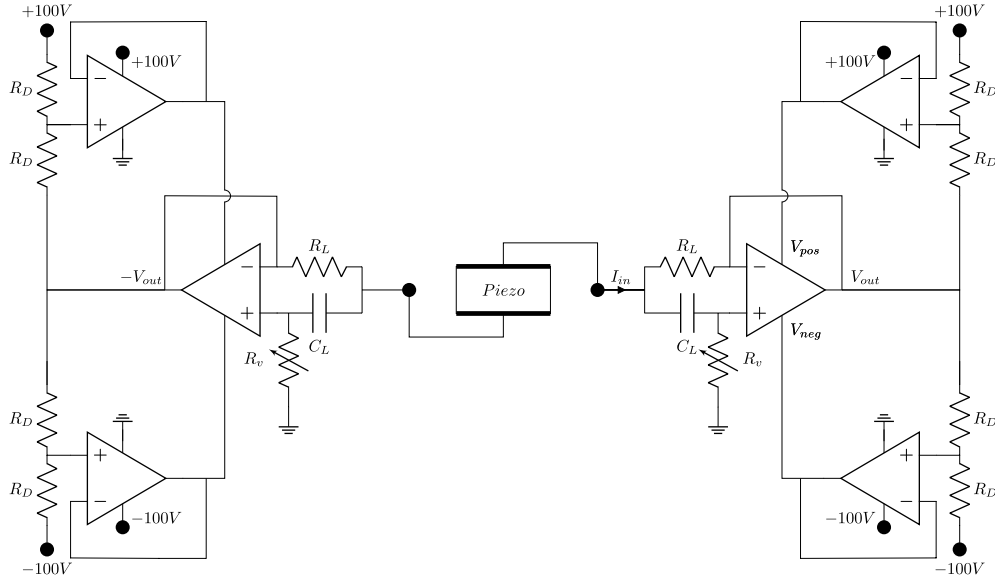 +100V
+100V
+100V
+100V
R_D
R_D
−
−
+
+
R_D
R_D
R_L
R_L
−V_out
−
Piezo
I_in
−
V_pos
V_out
+
+
V_neg
R_v
C_L
C_L
R_v
R_D
R_D
+
+
R_D
R_D
−
−
−100V
−100V
−100V
−100V